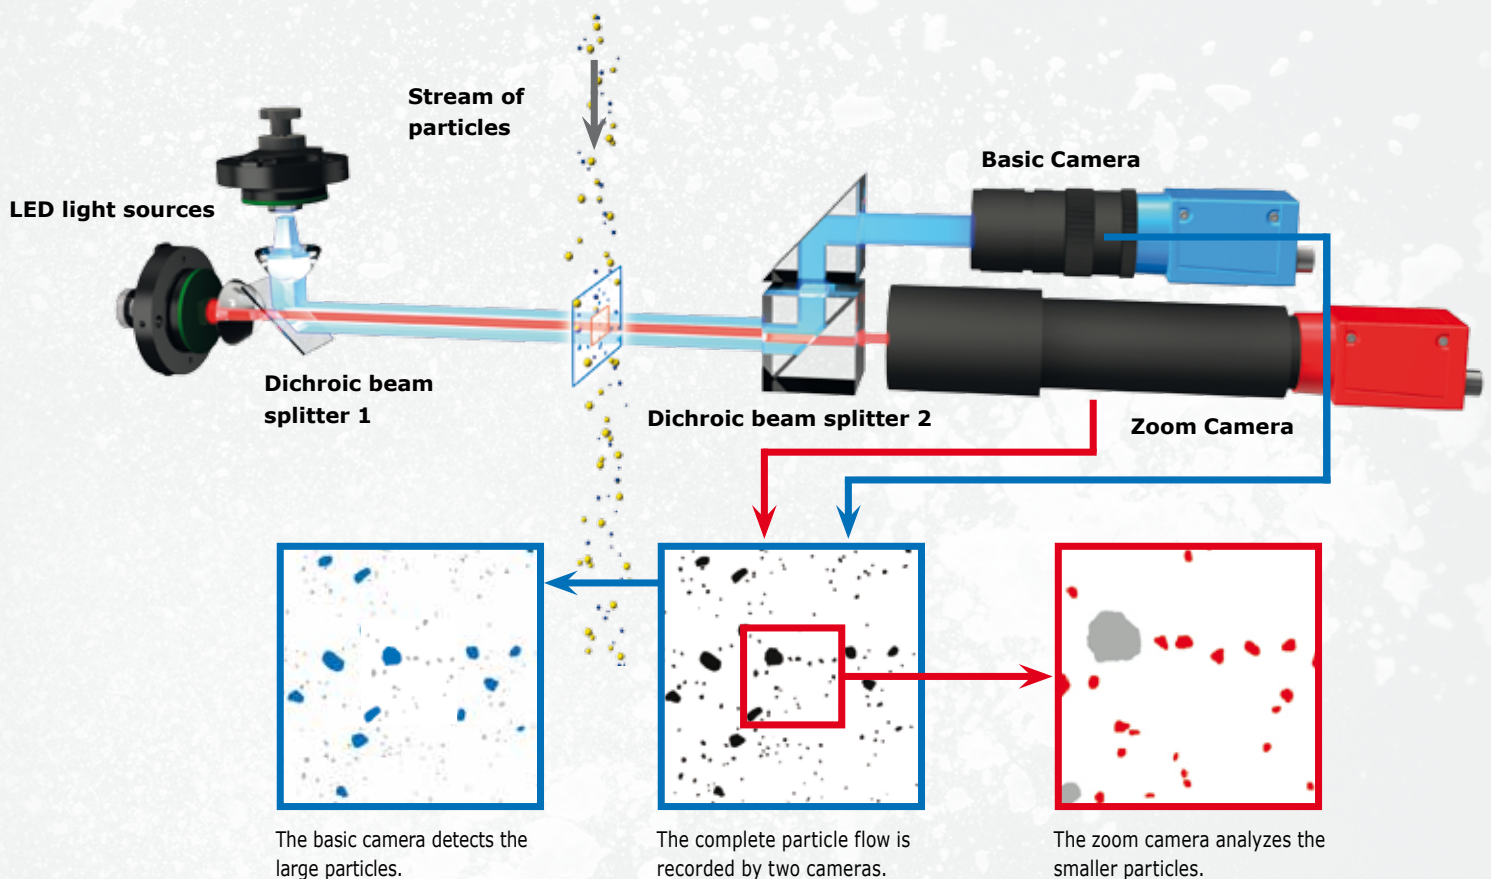 Stream of
particles
Basic Camera
LED light sources
Dichroic beam
splitter 1
Dichroic beam splitter 2
Zoom Camera
The basic camera detects the
large particles.
The complete particle flow is
recorded by two cameras.
The zoom camera analyzes the
smaller particles.